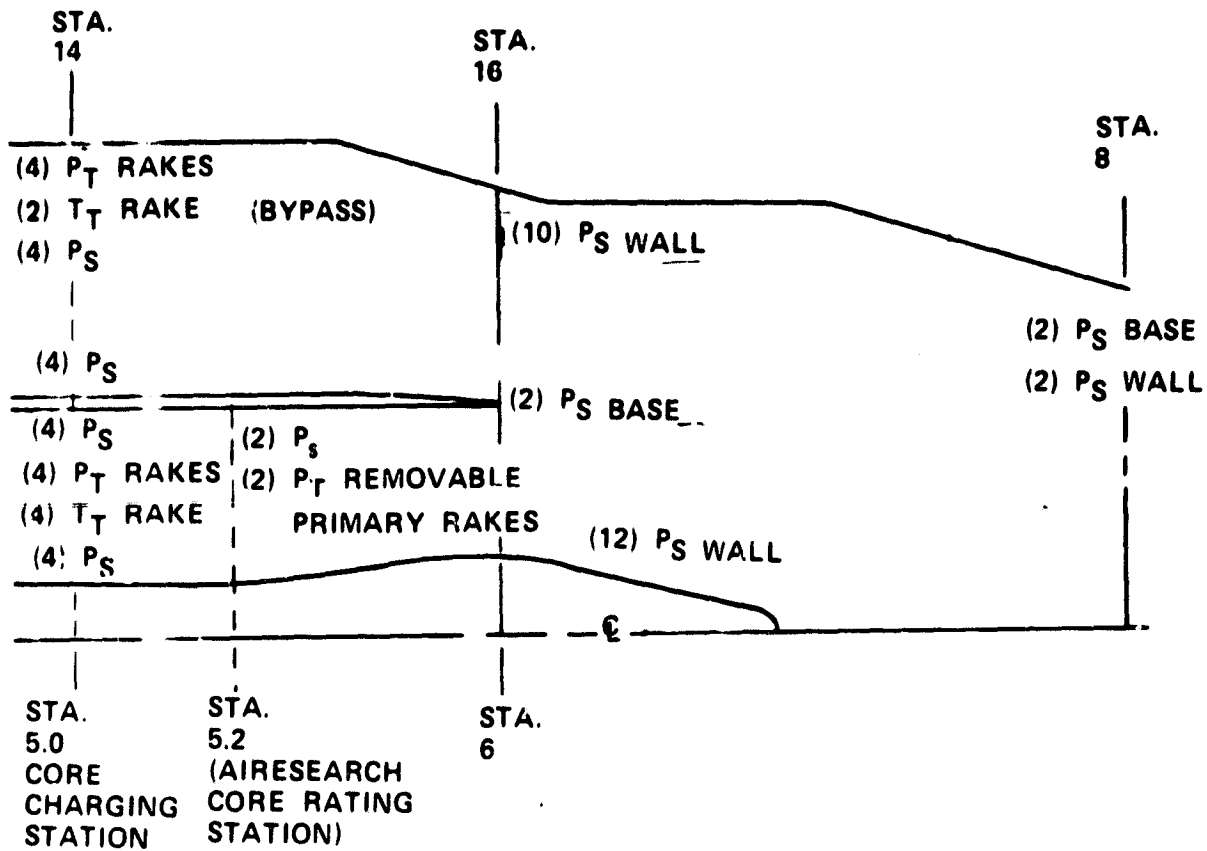 STA.
14
STA.
16
STA.
8
(4) PT RAKES
(2) TT RAKE (BYPASS)
(4) PS
(10) PS WALL
(2) PS BASE
(2) PS WALL
(4) PS
(2) PS BASE
(4) PS
(4) PT RAKES
(4) TT RAKE
(4) PS
(2) Ps
(2) PT REMOVABLE
PRIMARY RAKES
(12) PS WALL
℄
STA.
5.0
CORE
CHARGING
STATION
STA.
5.2
(AIRESEARCH
CORE RATING
STATION)
STA.
6